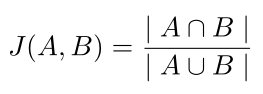 J(A, B) = | A ∩ B | / | A ∪ B |